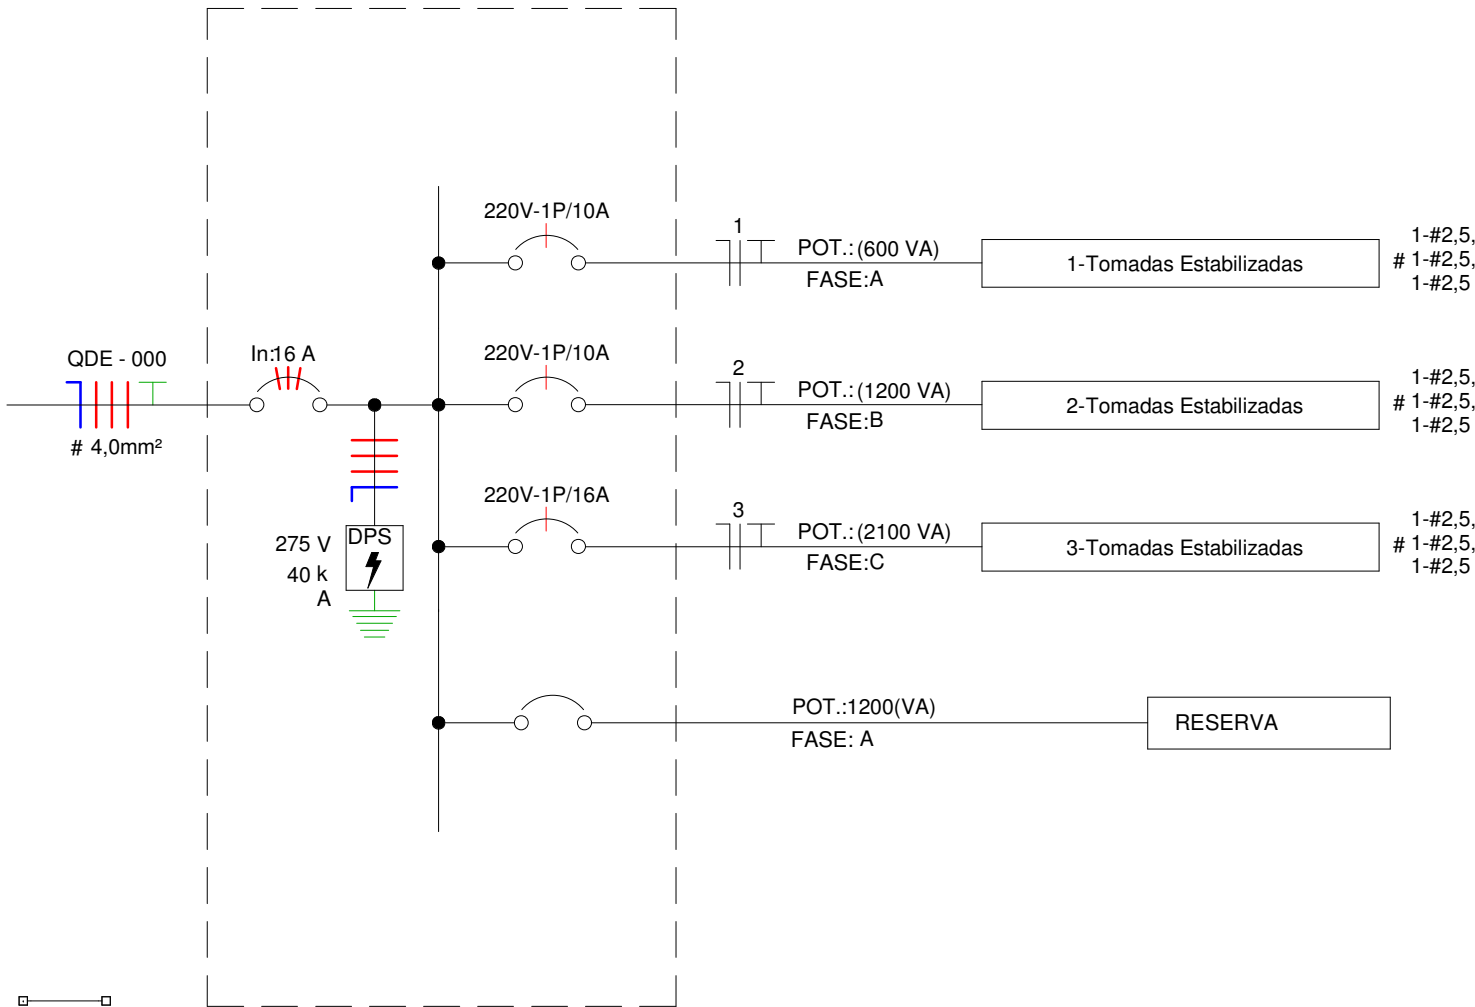 QDE - 000
# 4,0mm²
In:16 A
DPS
275 V
40 k
A
220V-1P/10A
1
POT.: (600 VA)
FASE:A
1-Tomadas Estabilizadas
1-#2,5,
# 1-#2,5,
1-#2,5
220V-1P/10A
2
POT.: (1200 VA)
FASE:B
2-Tomadas Estabilizadas
1-#2,5,
# 1-#2,5,
1-#2,5
220V-1P/16A
3
POT.: (2100 VA)
FASE:C
3-Tomadas Estabilizadas
1-#2,5,
# 1-#2,5,
1-#2,5
POT.:1200(VA)
FASE: A
RESERVA